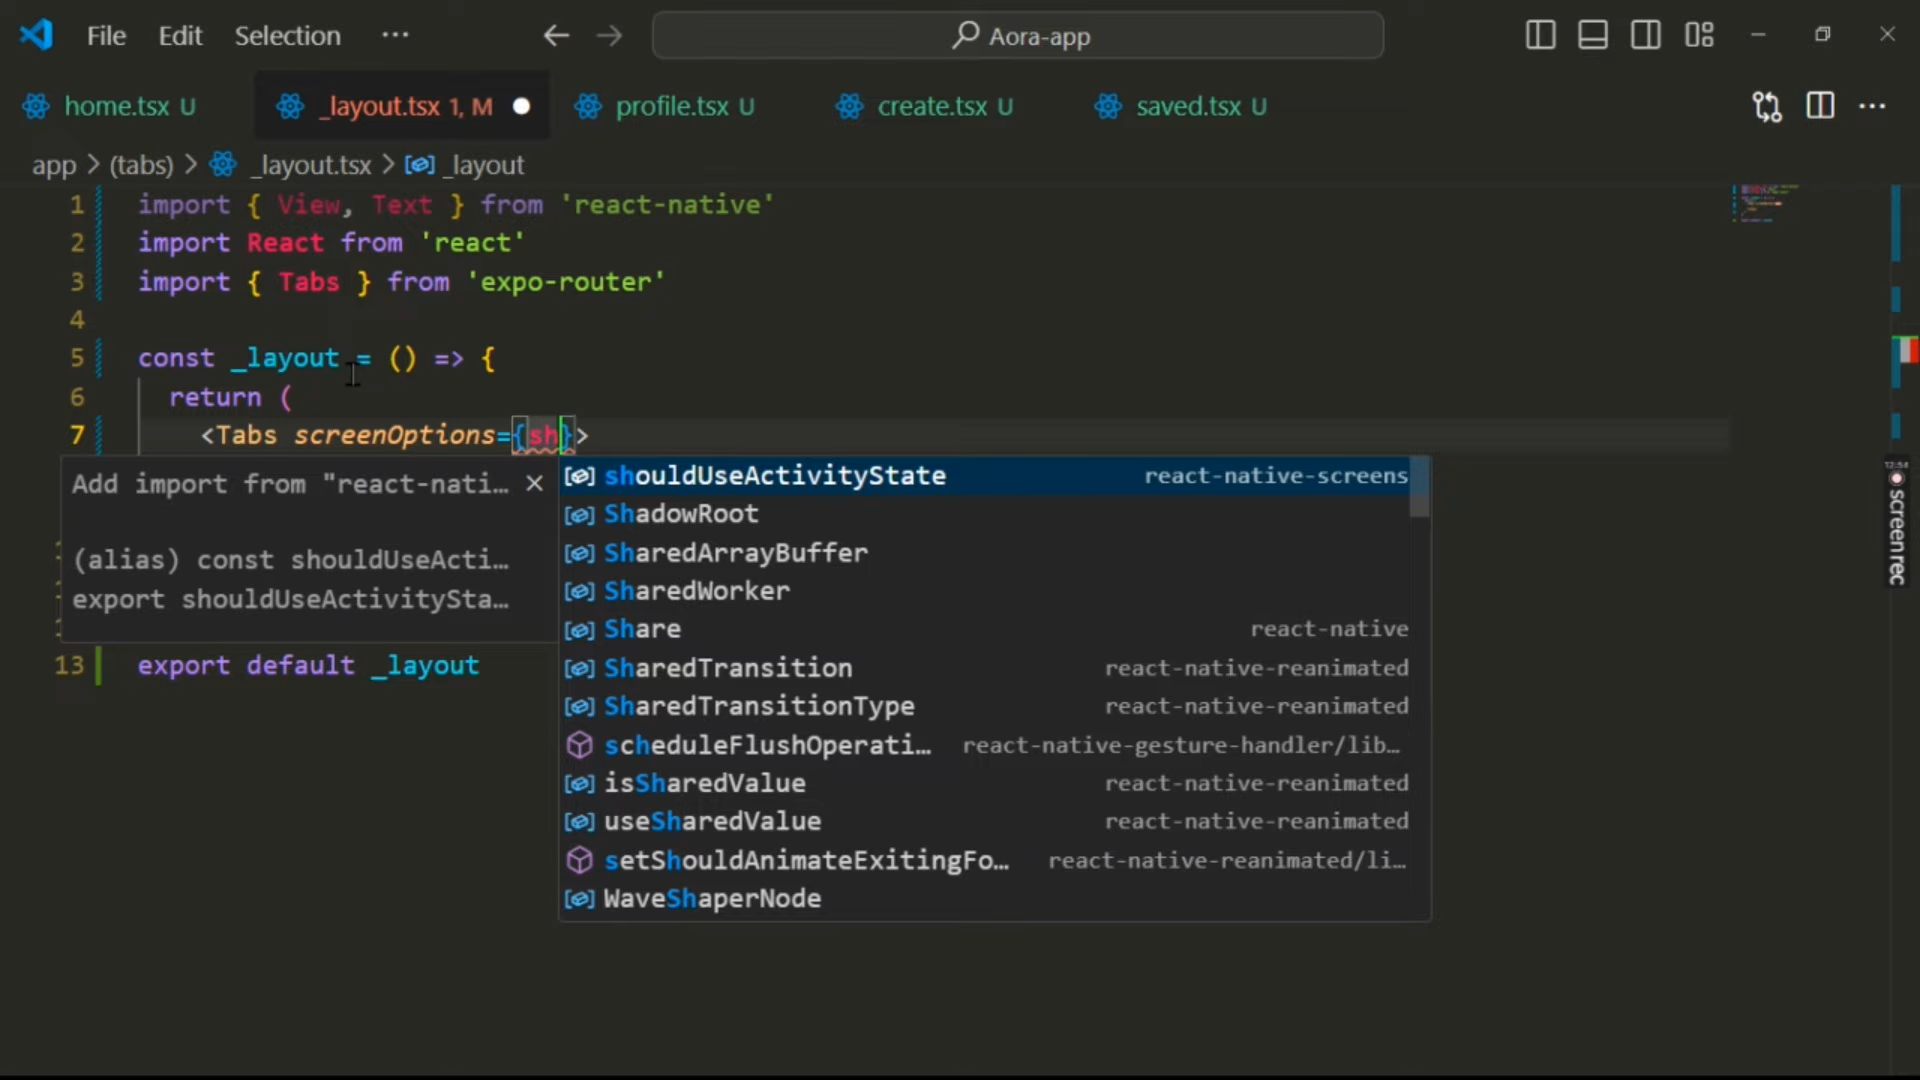 File Edit Selection ··· Aora-app
home.tsx U _layout.tsx 1, M profile.tsx U create.tsx U saved.tsx U ···
app > (tabs) > _layout.tsx > _layout
1 import { View, Text } from 'react-native'
2 import React from 'react'
3 import { Tabs } from 'expo-router'
4
5 const _layout = () => {
6 return (
7 <Tabs screenOptions={sh}>
Add import from "react-nati…
(alias) const shouldUseActi…
export shouldUseActivitySta…
shouldUseActivityState react-native-screens
ShadowRoot
SharedArrayBuffer
SharedWorker
Share react-native
SharedTransition react-native-reanimated
SharedTransitionType react-native-reanimated
scheduleFlushOperati… react-native-gesture-handler/lib…
isSharedValue react-native-reanimated
useSharedValue react-native-reanimated
setShouldAnimateExitingFo… react-native-reanimated/li…
WaveShaperNode
13 export default _layout
12:54
screenrec